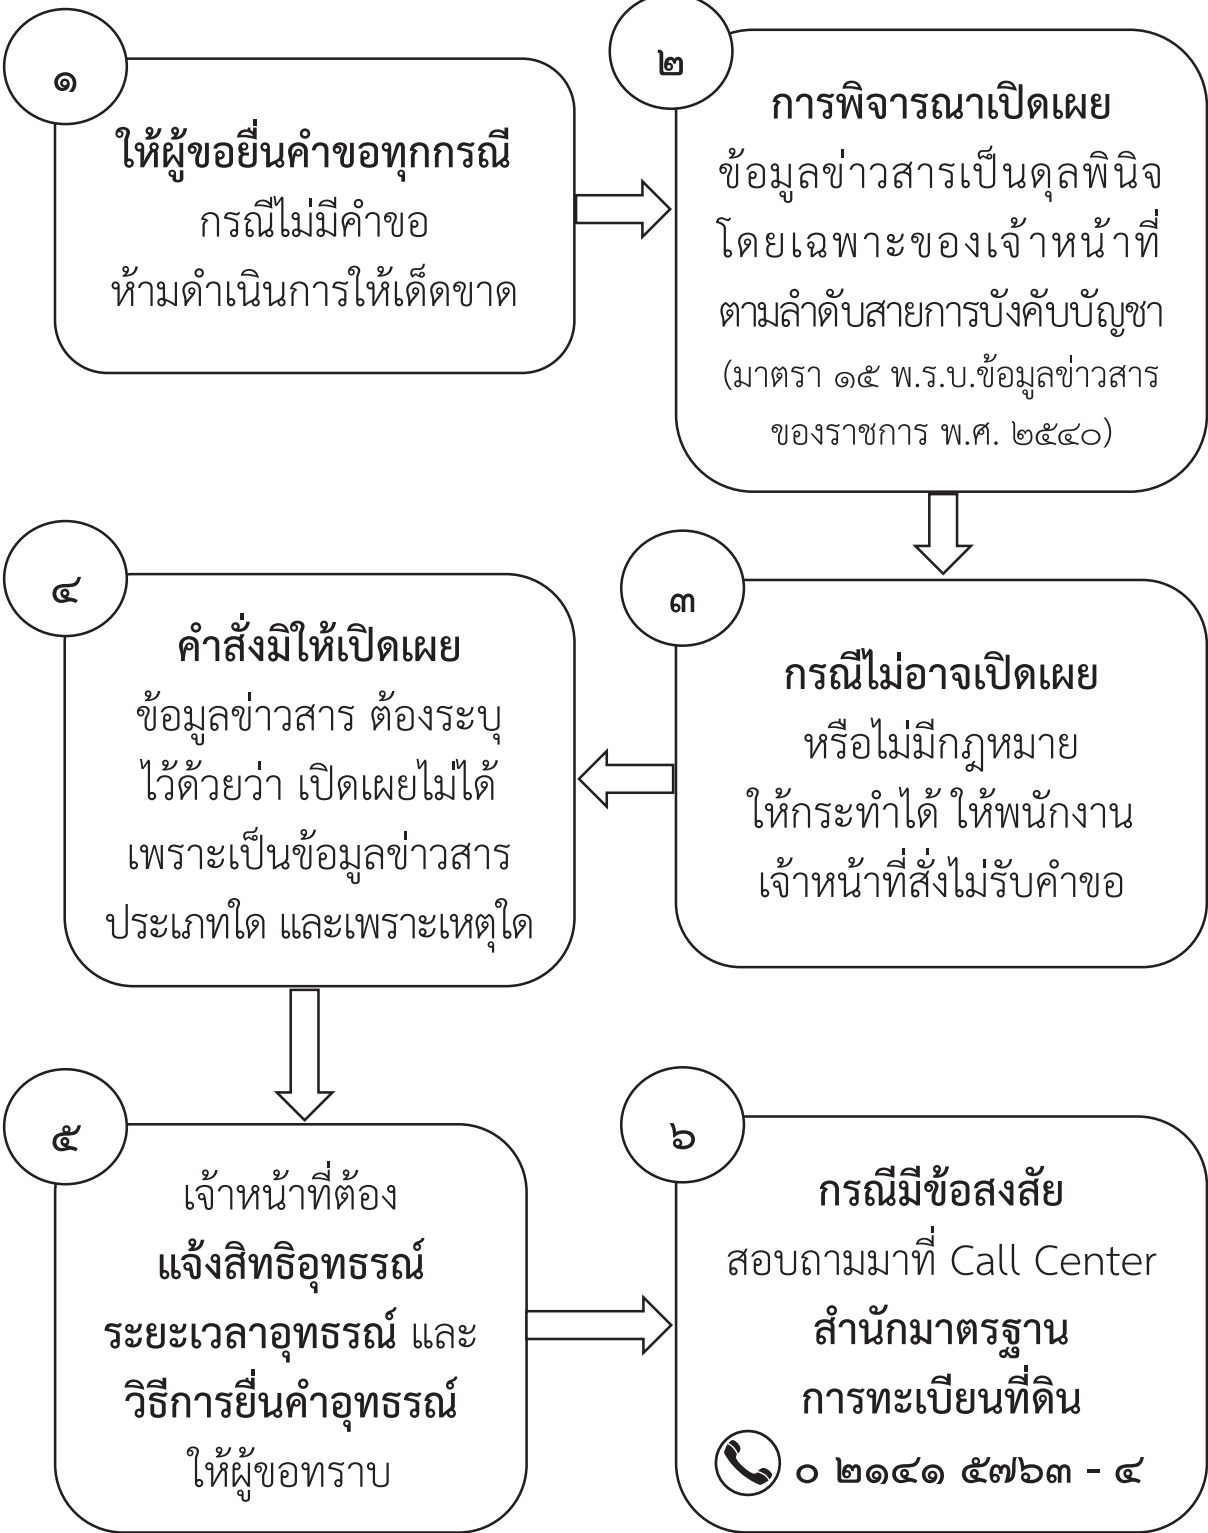 ๑
ให้ผู้ขอยื่นคำขอทุกกรณี
กรณีไม่มีคำขอ
ห้ามดำเนินการให้เด็ดขาด
๒
การพิจารณาเปิดเผย
ข้อมูลข่าวสารเป็นดุลพินิจ
โดยเฉพาะของเจ้าหน้าที่
ตามลำดับสายการบังคับบัญชา
(มาตรา ๑๕ พ.ร.บ.ข้อมูลข่าวสาร
ของราชการ พ.ศ. ๒๕๔๐)
๓
กรณีไม่อาจเปิดเผย
หรือไม่มีกฎหมาย
ให้กระทำได้ ให้พนักงาน
เจ้าหน้าที่สั่งไม่รับคำขอ
๔
คำสั่งมิให้เปิดเผย
ข้อมูลข่าวสาร ต้องระบุ
ไว้ด้วยว่า เปิดเผยไม่ได้
เพราะเป็นข้อมูลข่าวสาร
ประเภทใด และเพราะเหตุใด
๕
เจ้าหน้าที่ต้อง
แจ้งสิทธิอุทธรณ์
ระยะเวลาอุทธรณ์ และ
วิธีการยื่นคำอุทธรณ์
ให้ผู้ขอทราบ
๖
กรณีมีข้อสงสัย
สอบถามมาที่ Call Center
สำนักมาตรฐาน
การทะเบียนที่ดิน
๐ ๒๑๔๑ ๕๗๖๓ - ๔